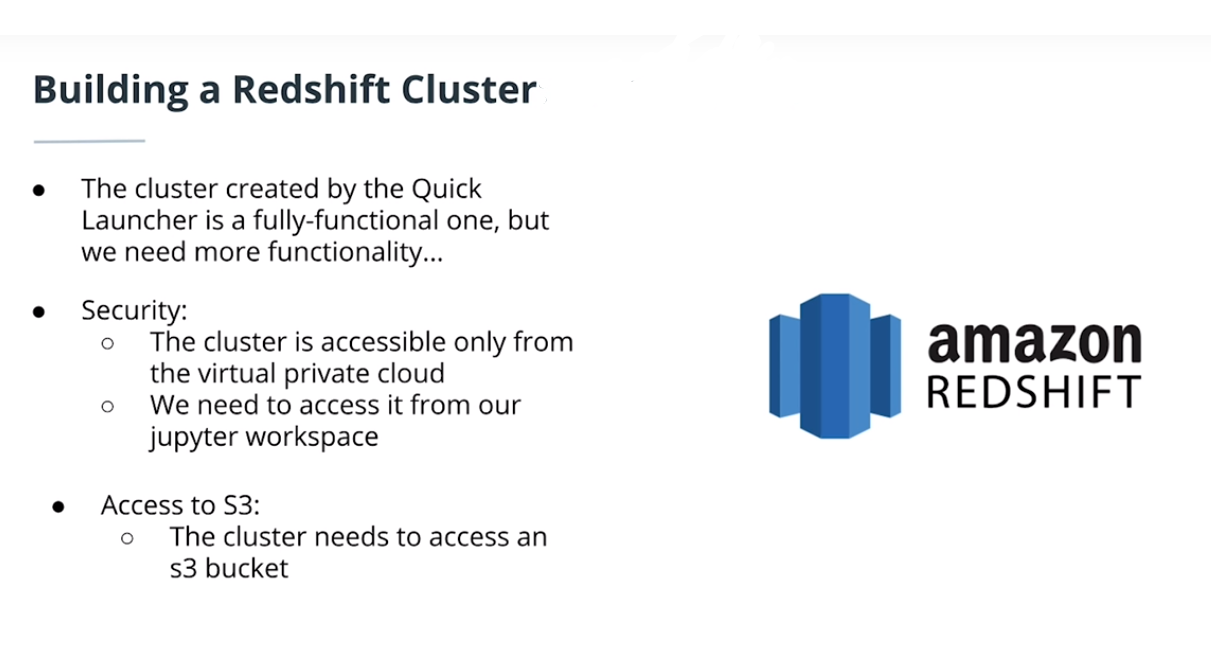 Building a Redshift Cluster
● The cluster created by the Quick
Launcher is a fully-functional one, but
we need more functionality...
● Security:
○ The cluster is accessible only from
the virtual private cloud
○ We need to access it from our
jupyter workspace
● Access to S3:
○ The cluster needs to access an
s3 bucket
amazon
REDSHIFT